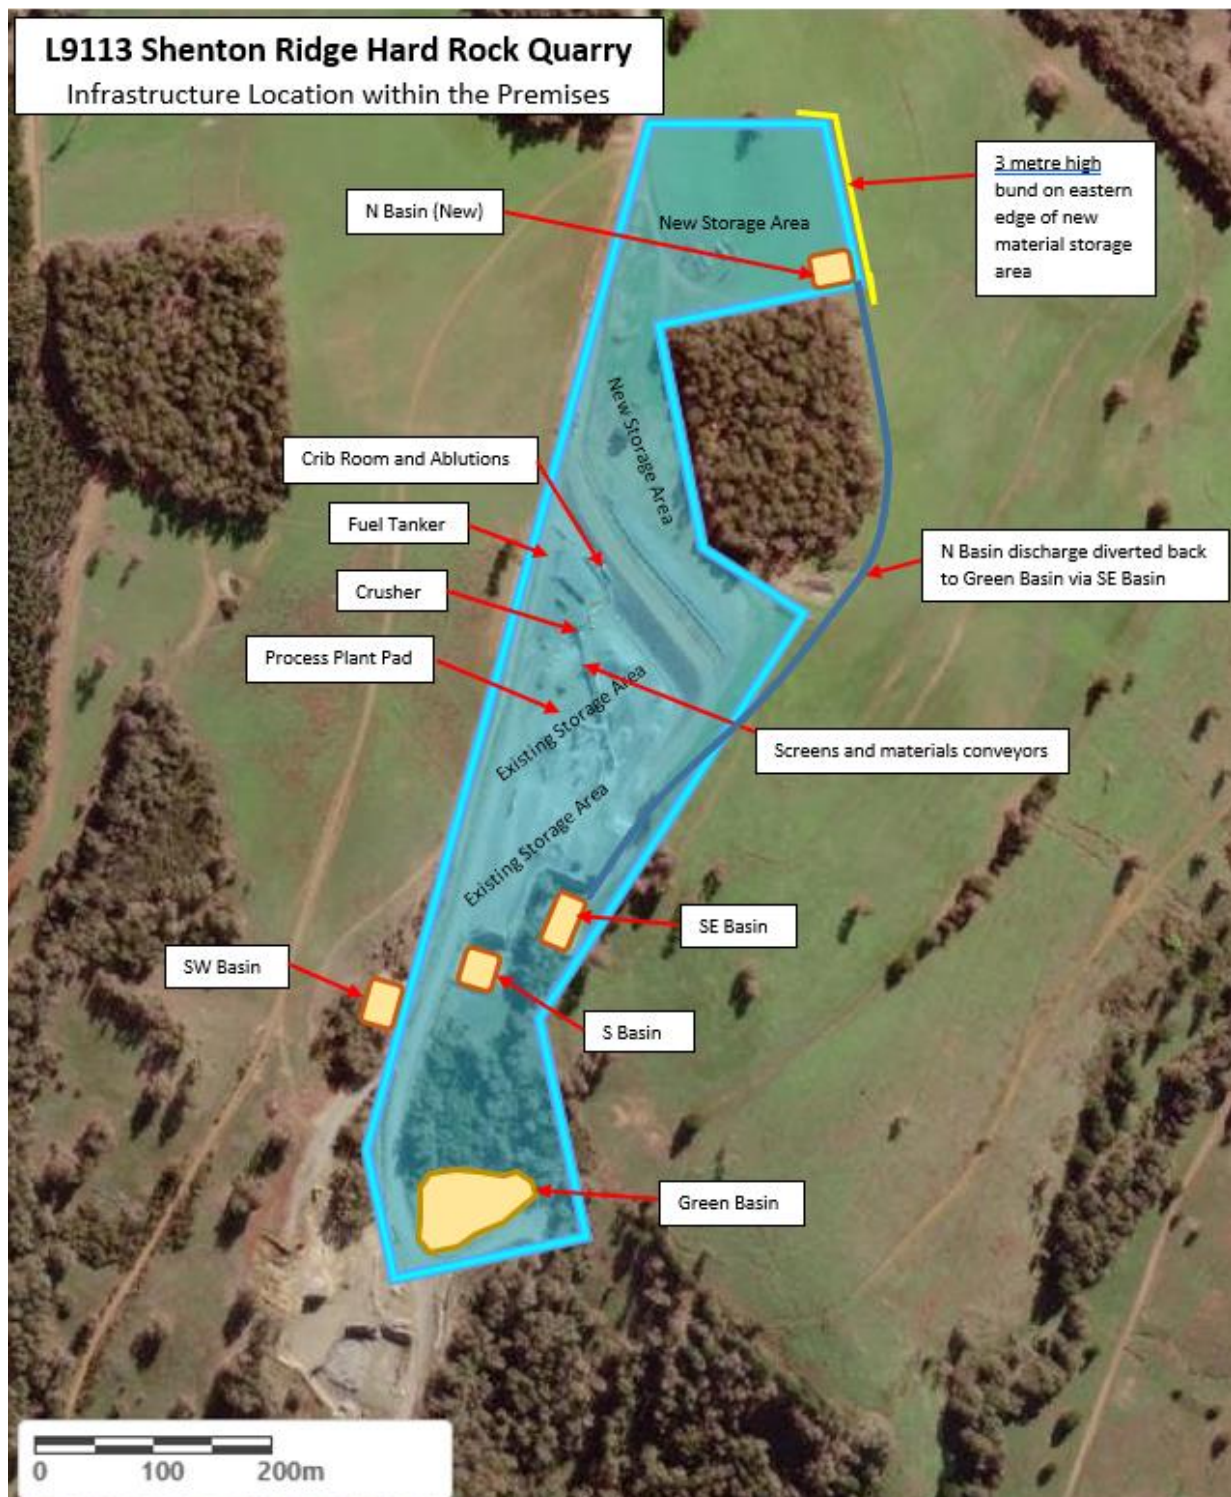 L9113 Shenton Ridge Hard Rock Quarry
Infrastructure Location within the Premises
3 metre high
bund on eastern
edge of new
material storage
area
N Basin (New)
New Storage Area
New Storage Area
Crib Room and Ablutions
Fuel Tanker
N Basin discharge diverted back
to Green Basin via SE Basin
Crusher
Process Plant Pad
Existing Storage Area
Screens and materials conveyors
Existing Storage Area
SE Basin
SW Basin
S Basin
Green Basin
0 100 200m